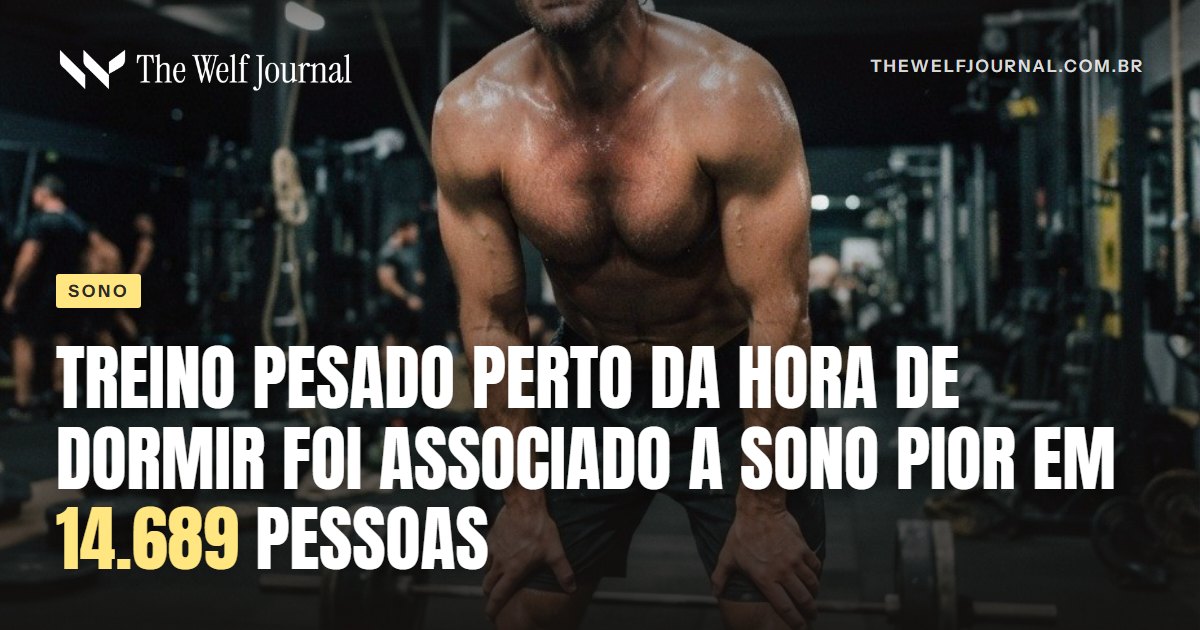 The Welf Journal
THEWELFJOURNAL.COM.BR
SONO
TREINO PESADO PERTO DA HORA DE
DORMIR FOI ASSOCIADO A SONO PIOR EM
14.689 PESSOAS